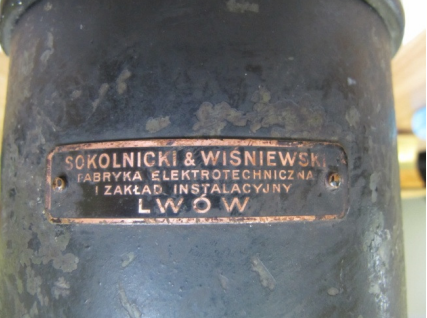 SOKOLNICKI & WIŚNIEWSKI
FABRYKA ELEKTROTECHNICZNA
I ZAKŁAD INSTALACYJNY
LWÓW